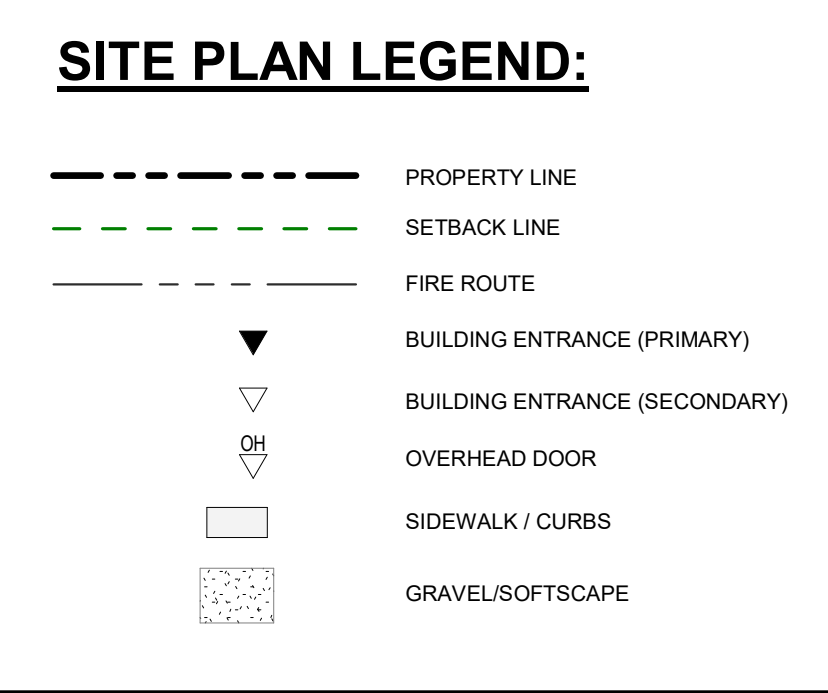 SITE PLAN LEGEND:
PROPERTY LINE
SETBACK LINE
FIRE ROUTE
BUILDING ENTRANCE (PRIMARY)
BUILDING ENTRANCE (SECONDARY)
OH
OVERHEAD DOOR
SIDEWALK / CURBS
GRAVEL/SOFTSCAPE